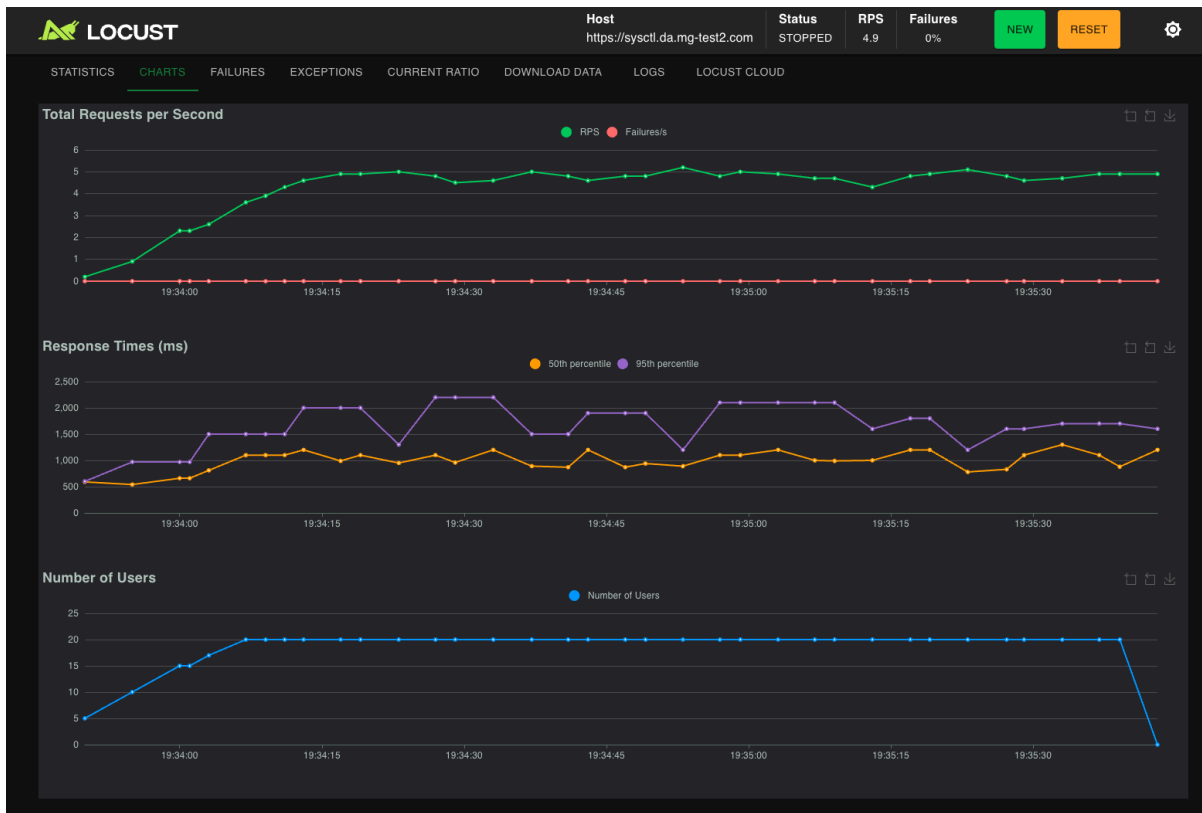 LOCUST
Host
https://sysctl.da.mg-test2.com
Status
STOPPED
RPS
4.9
Failures
0%
NEW
RESET
STATISTICS
CHARTS
FAILURES
EXCEPTIONS
CURRENT RATIO
DOWNLOAD DATA
LOGS
LOCUST CLOUD
Total Requests per Second
RPS
Failures/s
6
5
4
3
2
1
0
19:34:00
19:34:15
19:34:30
19:34:45
19:35:00
19:35:15
19:35:30
Response Times (ms)
50th percentile
95th percentile
2,500
2,000
1,500
1,000
500
0
19:34:00
19:34:15
19:34:30
19:34:45
19:35:00
19:35:15
19:35:30
Number of Users
Number of Users
25
20
15
10
5
0
19:34:00
19:34:15
19:34:30
19:34:45
19:35:00
19:35:15
19:35:30